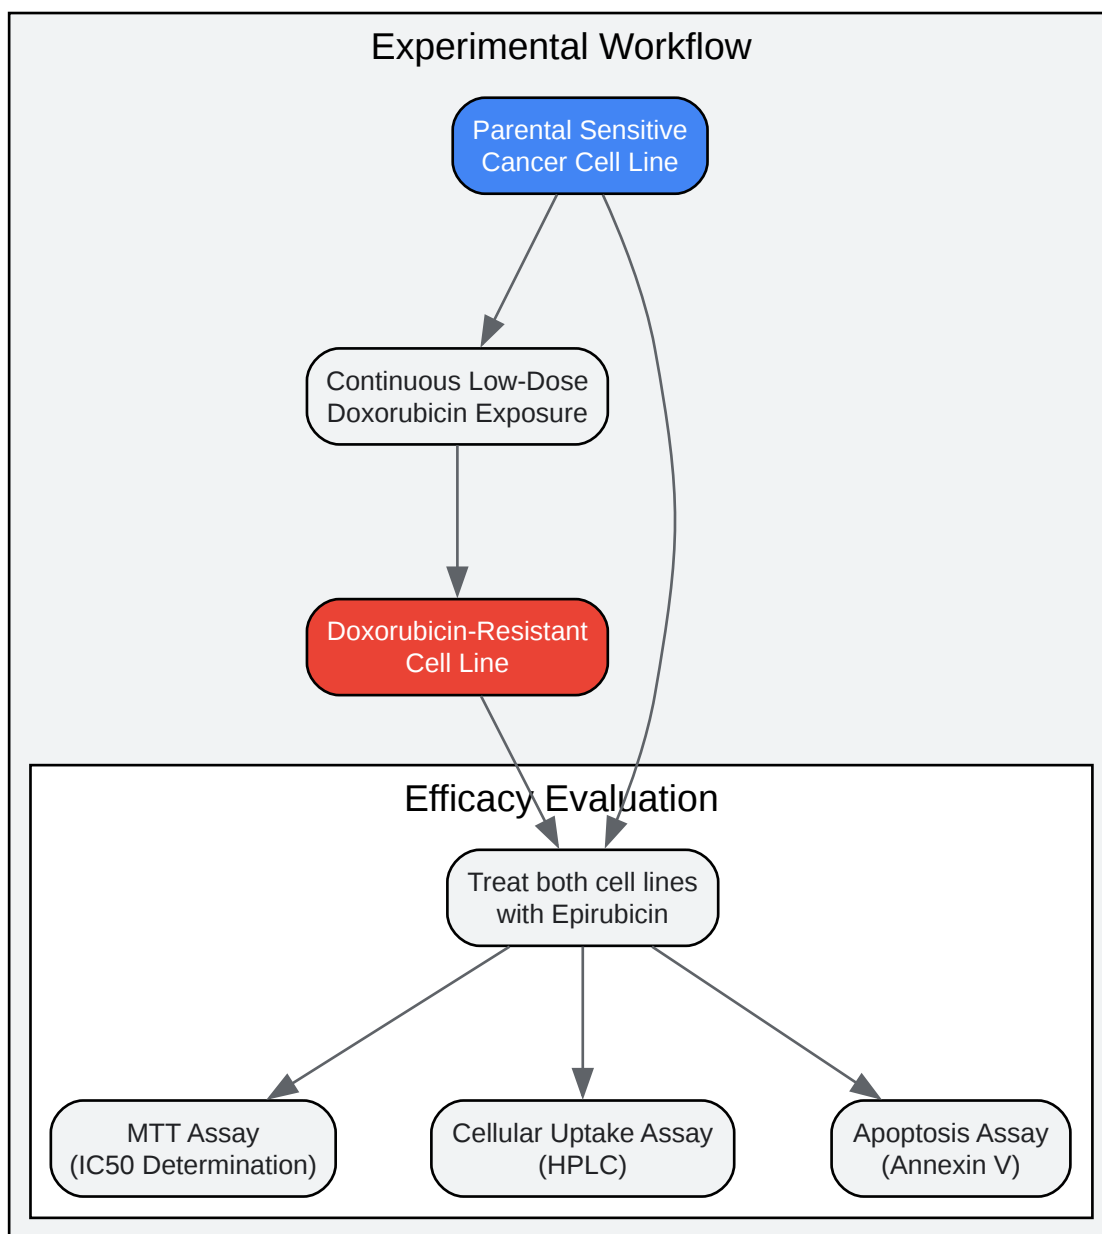 Experimental Workflow
Parental Sensitive
Cancer Cell Line
Continuous Low-Dose
Doxorubicin Exposure
Doxorubicin-Resistant
Cell Line
Efficacy Evaluation
Treat both cell lines
with Epirubicin
MTT Assay
(IC50 Determination)
Cellular Uptake Assay
(HPLC)
Apoptosis Assay
(Annexin V)